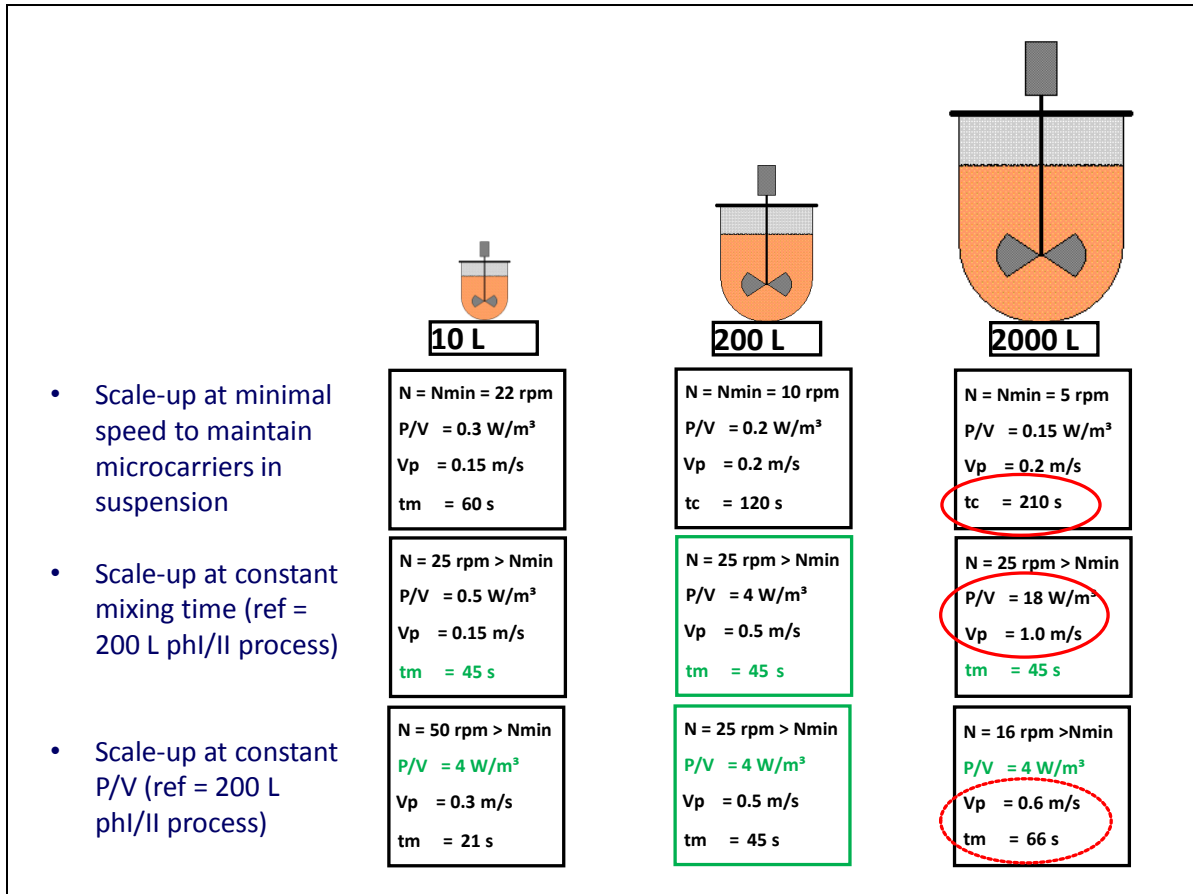 10 L
200 L
2000 L
• Scale-up at minimal
speed to maintain
microcarriers in
suspension
N = Nmin = 22 rpm
P/V = 0.3 W/m³
Vp = 0.15 m/s
tm = 60 s
N = Nmin = 10 rpm
P/V = 0.2 W/m³
Vp = 0.2 m/s
tc = 120 s
N = Nmin = 5 rpm
P/V = 0.15 W/m³
Vp = 0.2 m/s
tc = 210 s
• Scale-up at constant
mixing time (ref =
200 L phI/II process)
N = 25 rpm > Nmin
P/V = 0.5 W/m³
Vp = 0.15 m/s
tm = 45 s
N = 25 rpm > Nmin
P/V = 4 W/m³
Vp = 0.5 m/s
tm = 45 s
N = 25 rpm > Nmin
P/V = 18 W/m³
Vp = 1.0 m/s
tm = 45 s
• Scale-up at constant
P/V (ref = 200 L
phI/II process)
N = 50 rpm > Nmin
P/V = 4 W/m³
Vp = 0.3 m/s
tm = 21 s
N = 25 rpm > Nmin
P/V = 4 W/m³
Vp = 0.5 m/s
tm = 45 s
N = 16 rpm >Nmin
P/V = 4 W/m³
Vp = 0.6 m/s
tm = 66 s